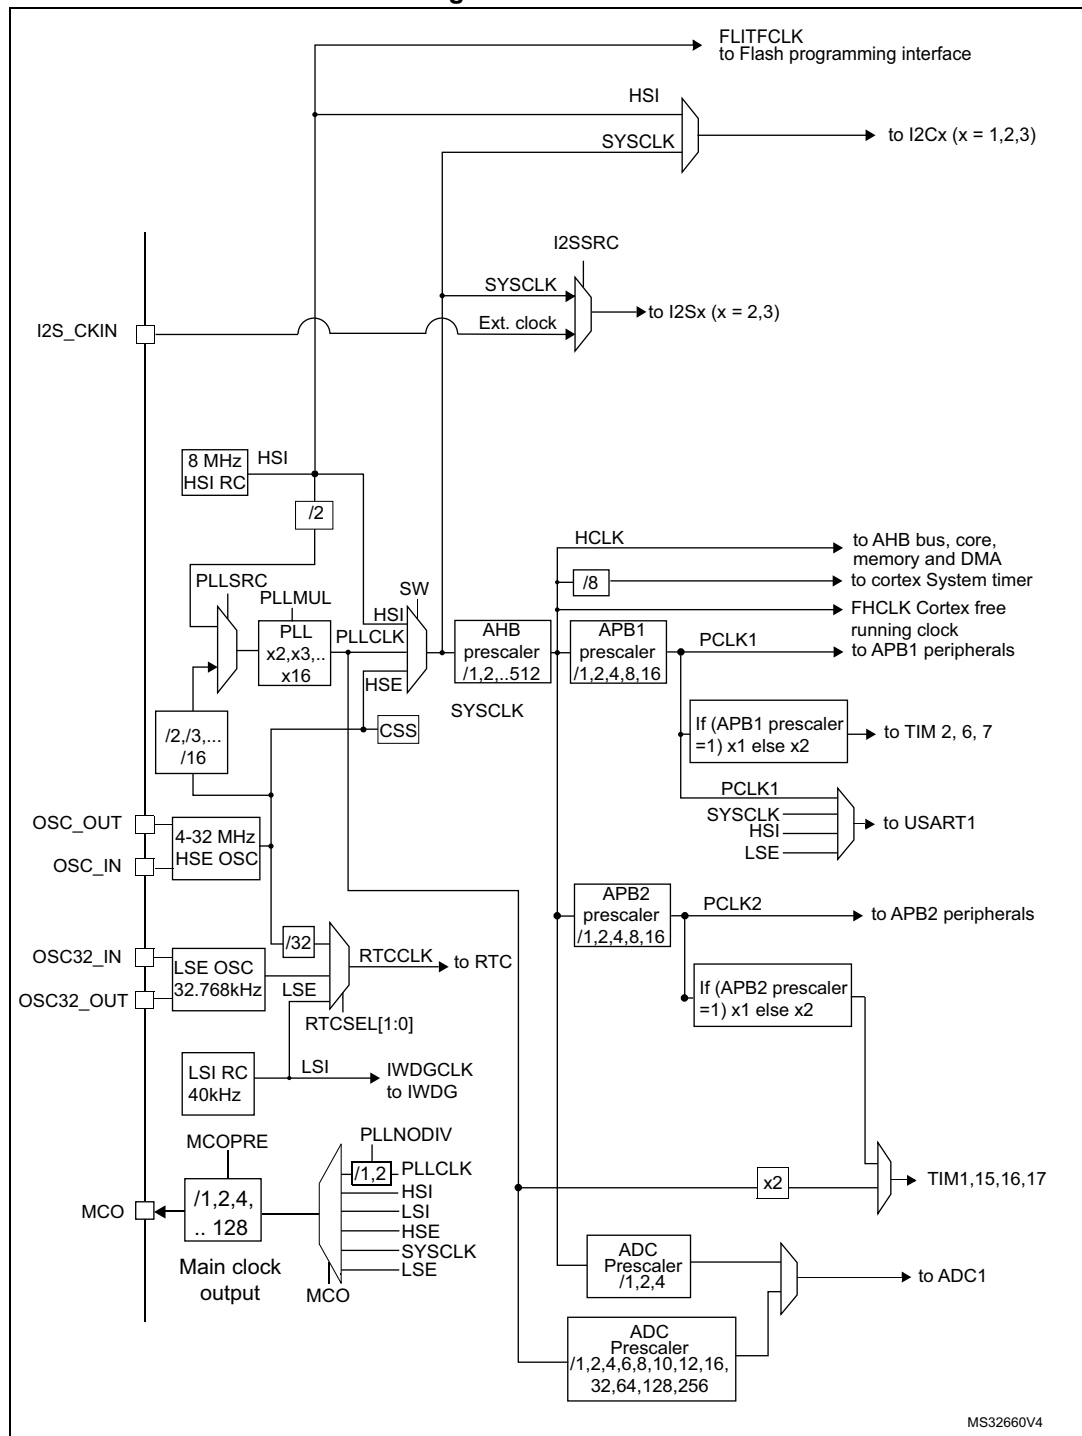 FLITFCLK
to Flash programming interface
HSI
SYSCLK
to I2Cx (x = 1,2,3)
I2SSRC
SYSCLK
I2S_CKIN
Ext. clock
to I2Sx (x = 2,3)
8 MHz
HSI RC
HSI
/2
HCLK
to AHB bus, core,
memory and DMA
/8
to cortex System timer
FHCLK Cortex free
running clock
PLLSRC
PLLMUL
PLL
x2,x3,..
x16
SW
HSI
PLLCLK
HSE
AHB
prescaler
/1,2,..512
APB1
prescaler
/1,2,4,8,16
PCLK1
to APB1 peripherals
SYSCLK
/2,/3,...
/16
CSS
If (APB1 prescaler
=1) x1 else x2
to TIM 2, 6, 7
PCLK1
SYSCLK
HSI
LSE
to USART1
OSC_OUT
OSC_IN
4-32 MHz
HSE OSC
APB2
prescaler
/1,2,4,8,16
PCLK2
to APB2 peripherals
/32
OSC32_IN
OSC32_OUT
LSE OSC
32.768kHz
LSE
RTCCLK
to RTC
RTCSEL[1:0]
If (APB2 prescaler
=1) x1 else x2
LSI RC
40kHz
LSI
IWDGCLK
to IWDG
MCOPRE
PLLNODIV
/1,2
PLLCLK
HSI
LSI
HSE
SYSCLK
LSE
MCO
/1,2,4,
.. 128
Main clock
output
MCO
x2
TIM1,15,16,17
ADC
Prescaler
/1,2,4
to ADC1
ADC
Prescaler
/1,2,4,6,8,10,12,16,
32,64,128,256
MS32660V4